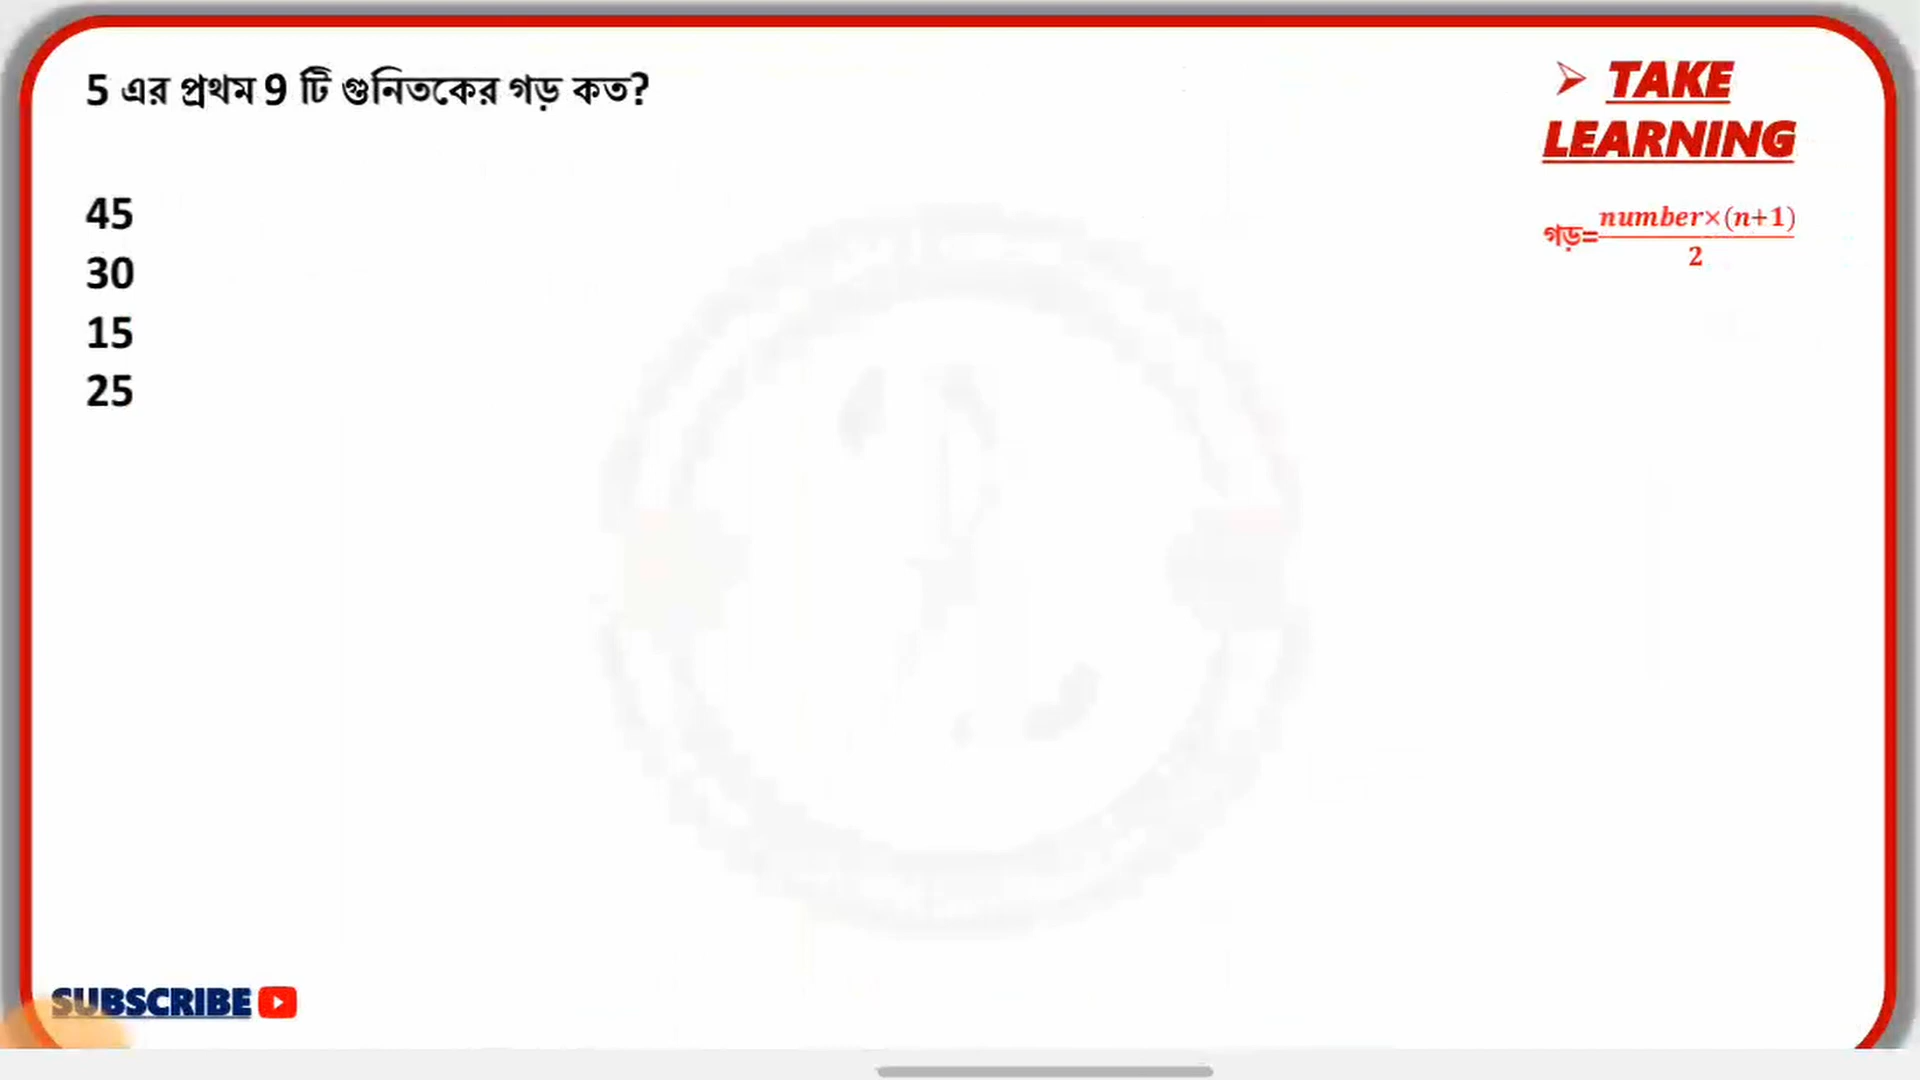 5 এর প্রথম 9 টি গুনিতকের গড় কত?
45
30
15
25
➢ TAKE
LEARNING
গড়=number×(n+1)/2
SUBSCRIBE